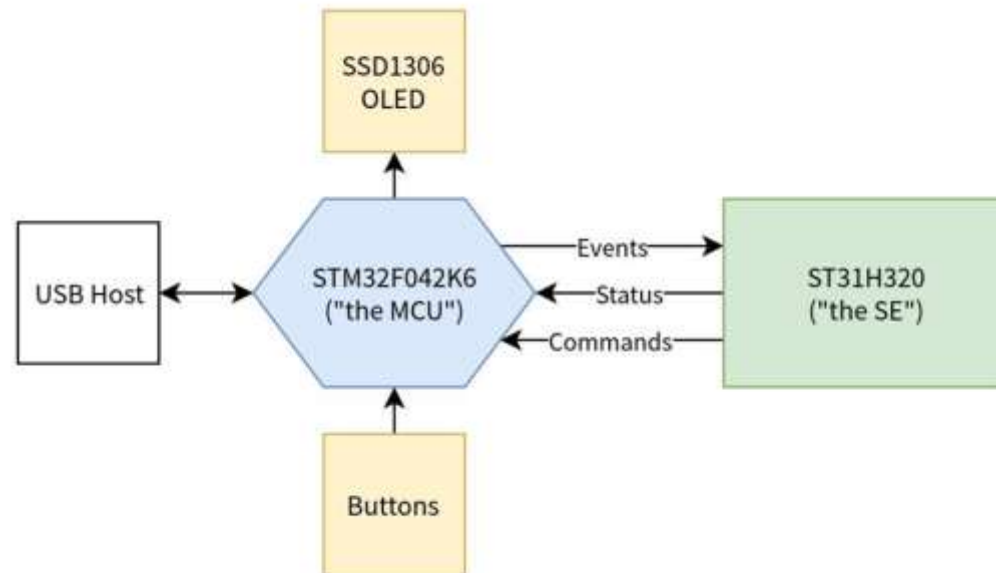 SSD1306
OLED
USB Host
STM32F042K6
("the MCU")
Events
Status
Commands
ST31H320
("the SE")
Buttons